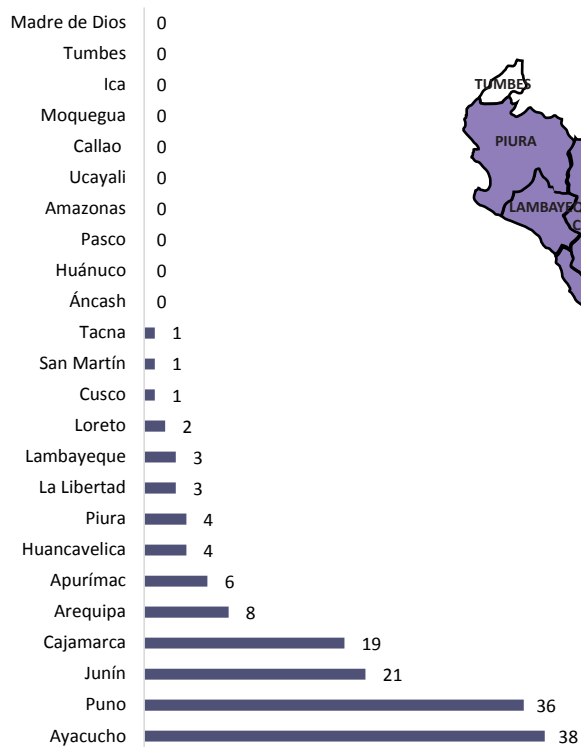 Madre de Dios 0
Tumbes 0
Ica 0
Moquegua 0
Callao 0
Ucayali 0
Amazonas 0
Pasco 0
Huánuco 0
Áncash 0
Tacna 1
San Martín 1
Cusco 1
Loreto 2
Lambayeque 3
La Libertad 3
Piura 4
Huancavelica 4
Apurímac 6
Arequipa 8
Cajamarca 19
Junín 21
Puno 36
Ayacucho 38
TUMBES
PIURA